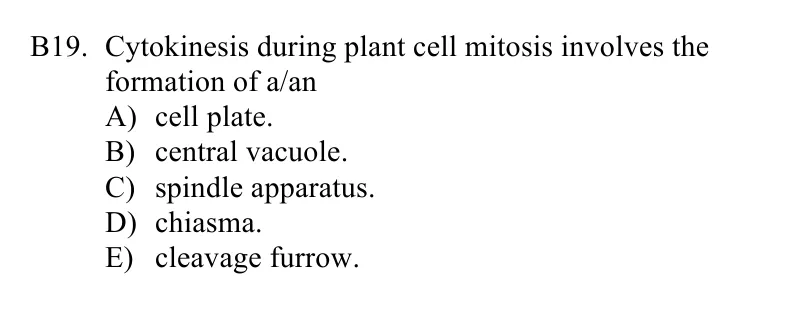 B19. Cytokinesis during plant cell mitosis involves the
formation of a/an
A) cell plate.
B) central vacuole.
C) spindle apparatus.
D) chiasma.
E) cleavage furrow.